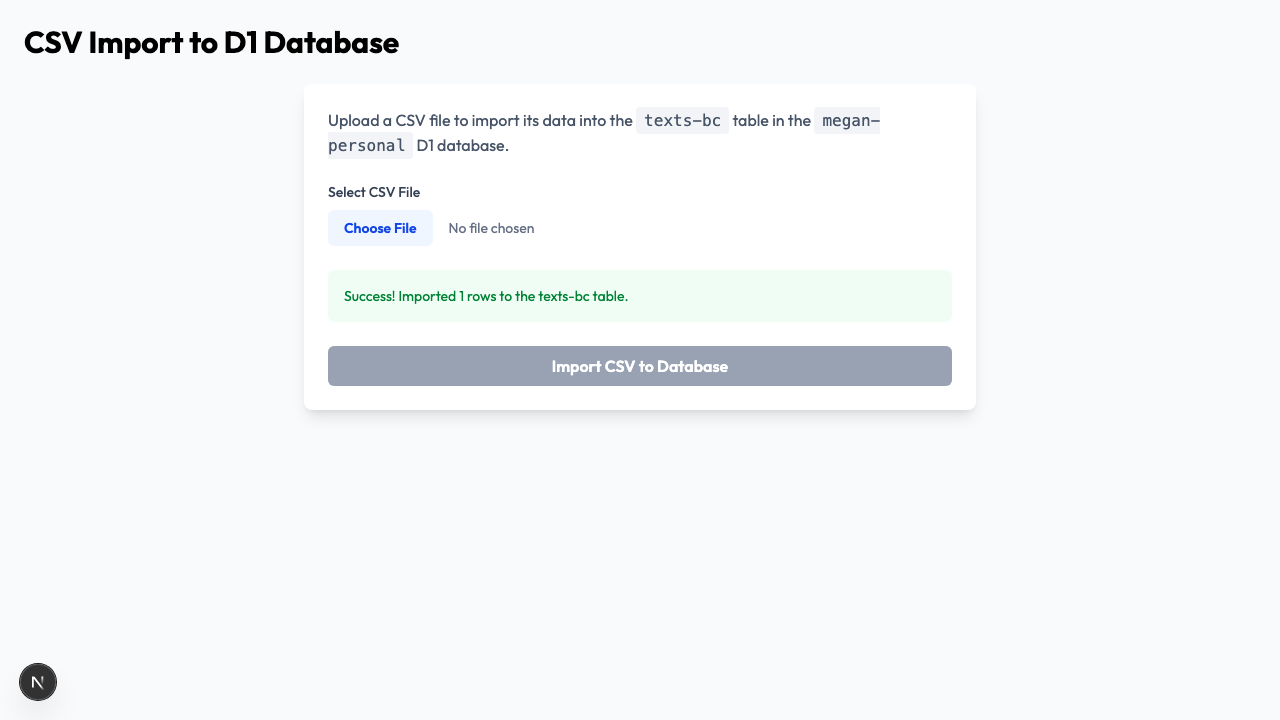 CSV Import to D1 Database
Upload a CSV file to import its data into the texts-bc table in the megan-
personal D1 database.
Select CSV File
Choose File No file chosen
Success! Imported 1 rows to the texts-bc table.
Import CSV to Database
N